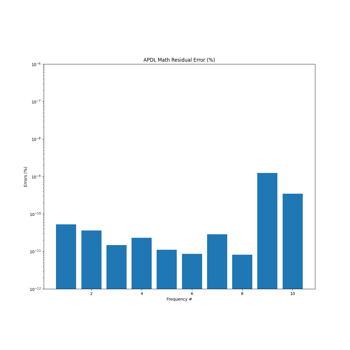 APDL Math Residual Error (%)
10^-6
10^-7
10^-8
10^-9
10^-10
10^-11
10^-12
Errors (%)
2 4 6 8 10
Frequency #